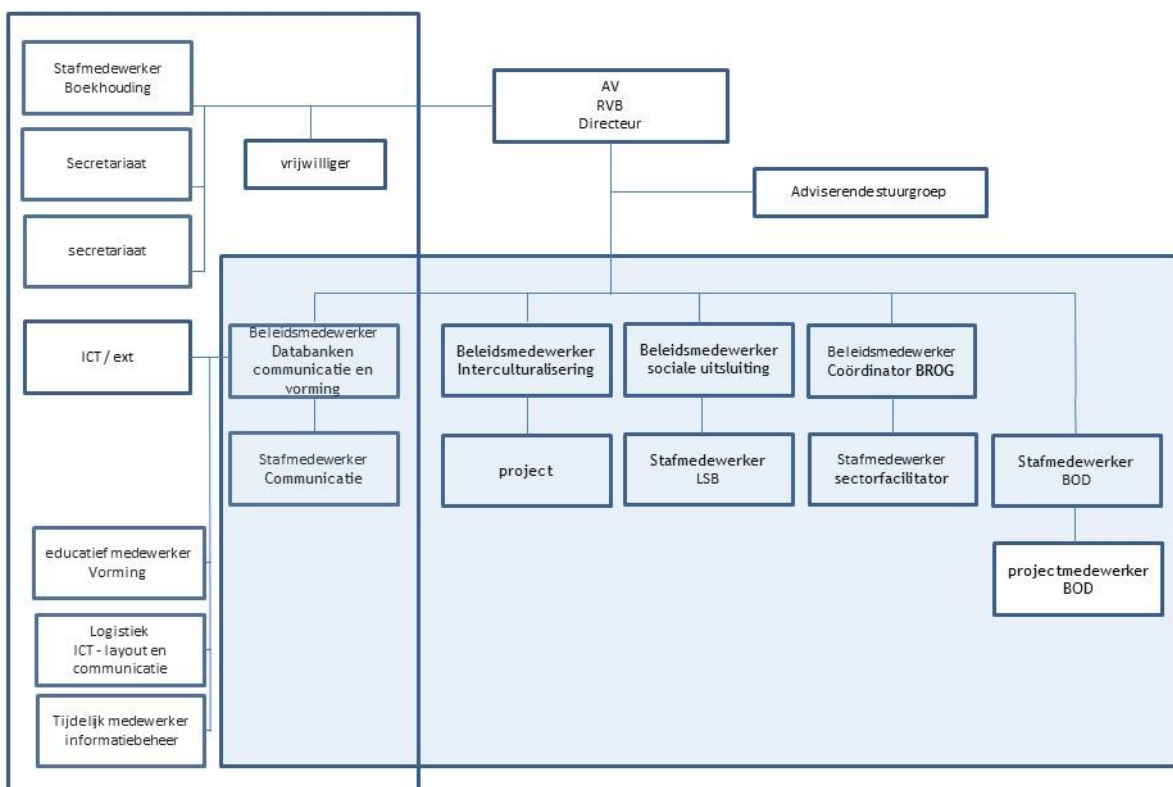 Stafmedewerker
Boekhouding
AV
RVB
Directeur
Secretariaat
vrijwilliger
Adviserendestuurgroep
secretariaat
ICT / ext
Beleidsmedewerker
Databanken
communicatie en
vorming
Beleidsmedewerker
Interculturalisering
Beleidsmedewerker
sociale uitsluiting
Beleidsmedewerker
Coördinator BROG
Stafmedewerker
Communicatie
project
Stafmedewerker
LSB
Stafmedewerker
sectorfacilitator
Stafmedewerker
BOD
educatief medewerker
Vorming
projectmedewerker
BOD
Logistiek
ICT - layout en
communicatie
Tijdelijk medewerker
informatiebeheer